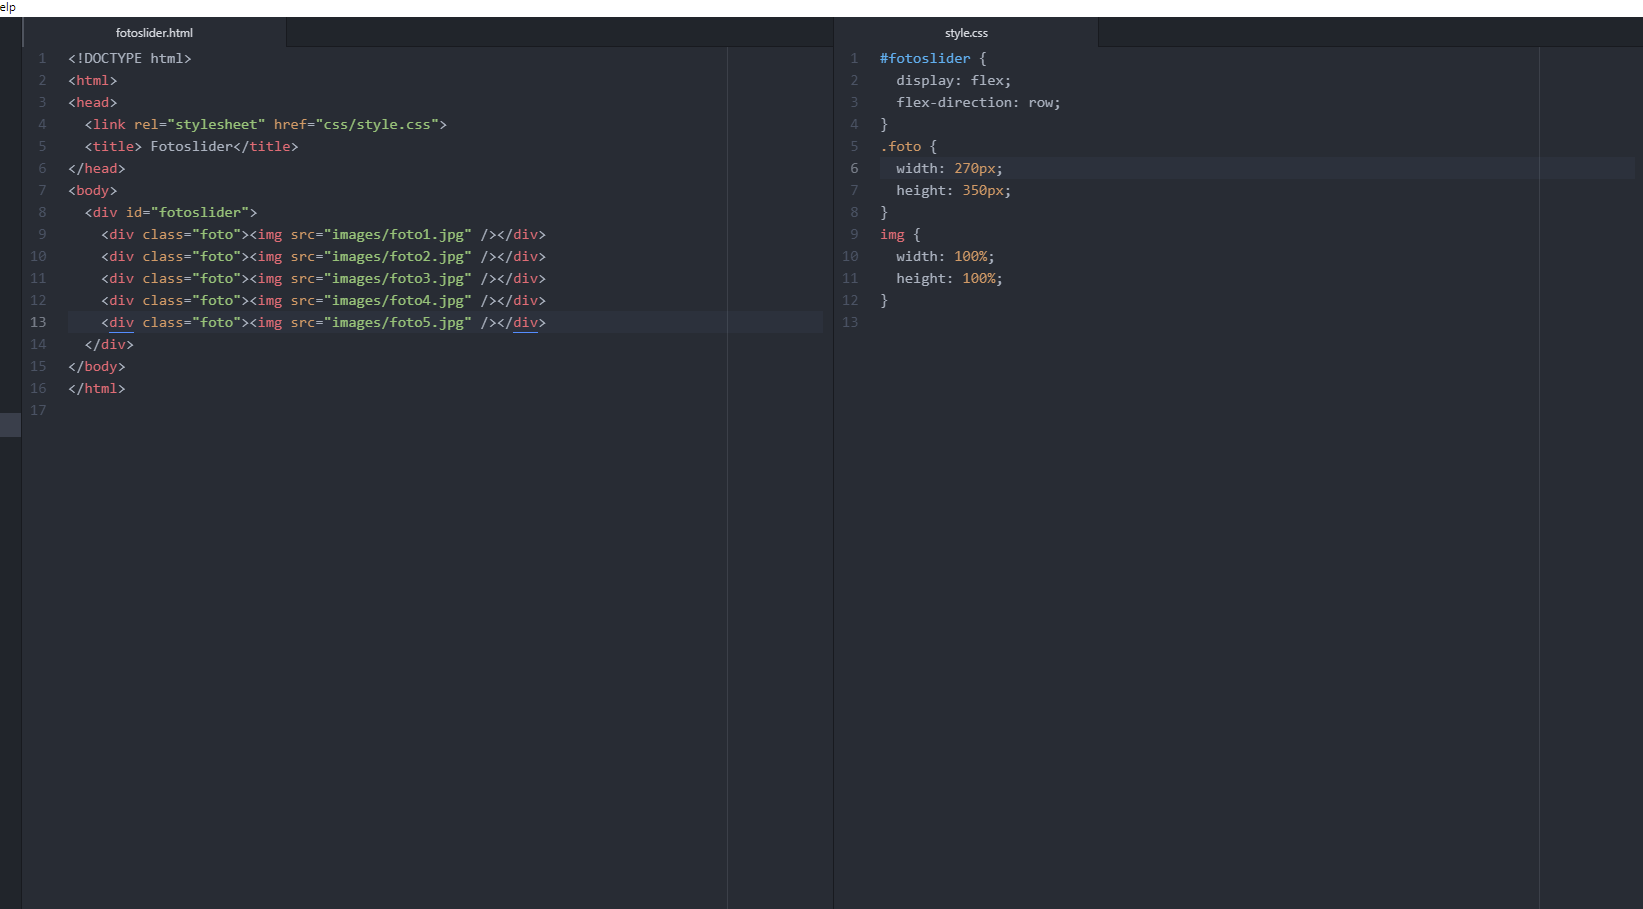 elp
fotoslider.html
1 <!DOCTYPE html>
2 <html>
3 <head>
4   <link rel="stylesheet" href="css/style.css">
5   <title> Fotoslider</title>
6 </head>
7 <body>
8   <div id="fotoslider">
9     <div class="foto"><img src="images/foto1.jpg" /></div>
10     <div class="foto"><img src="images/foto2.jpg" /></div>
11     <div class="foto"><img src="images/foto3.jpg" /></div>
12     <div class="foto"><img src="images/foto4.jpg" /></div>
13     <div class="foto"><img src="images/foto5.jpg" /></div>
14   </div>
15 </body>
16 </html>
17
style.css
1 #fotoslider {
2   display: flex;
3   flex-direction: row;
4 }
5 .foto {
6   width: 270px;
7   height: 350px;
8 }
9 img {
10   width: 100%;
11   height: 100%;
12 }
13